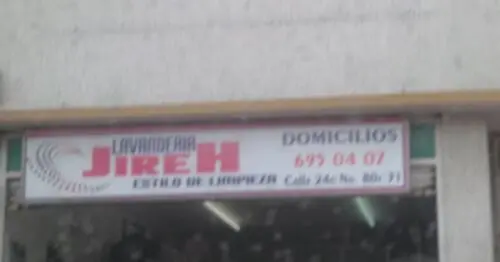 LAVANDERIA
JIREH
ESTILO DE LIMPIEZA
DOMICILIOS
695 04 07
Calle 24c No. 80c 71